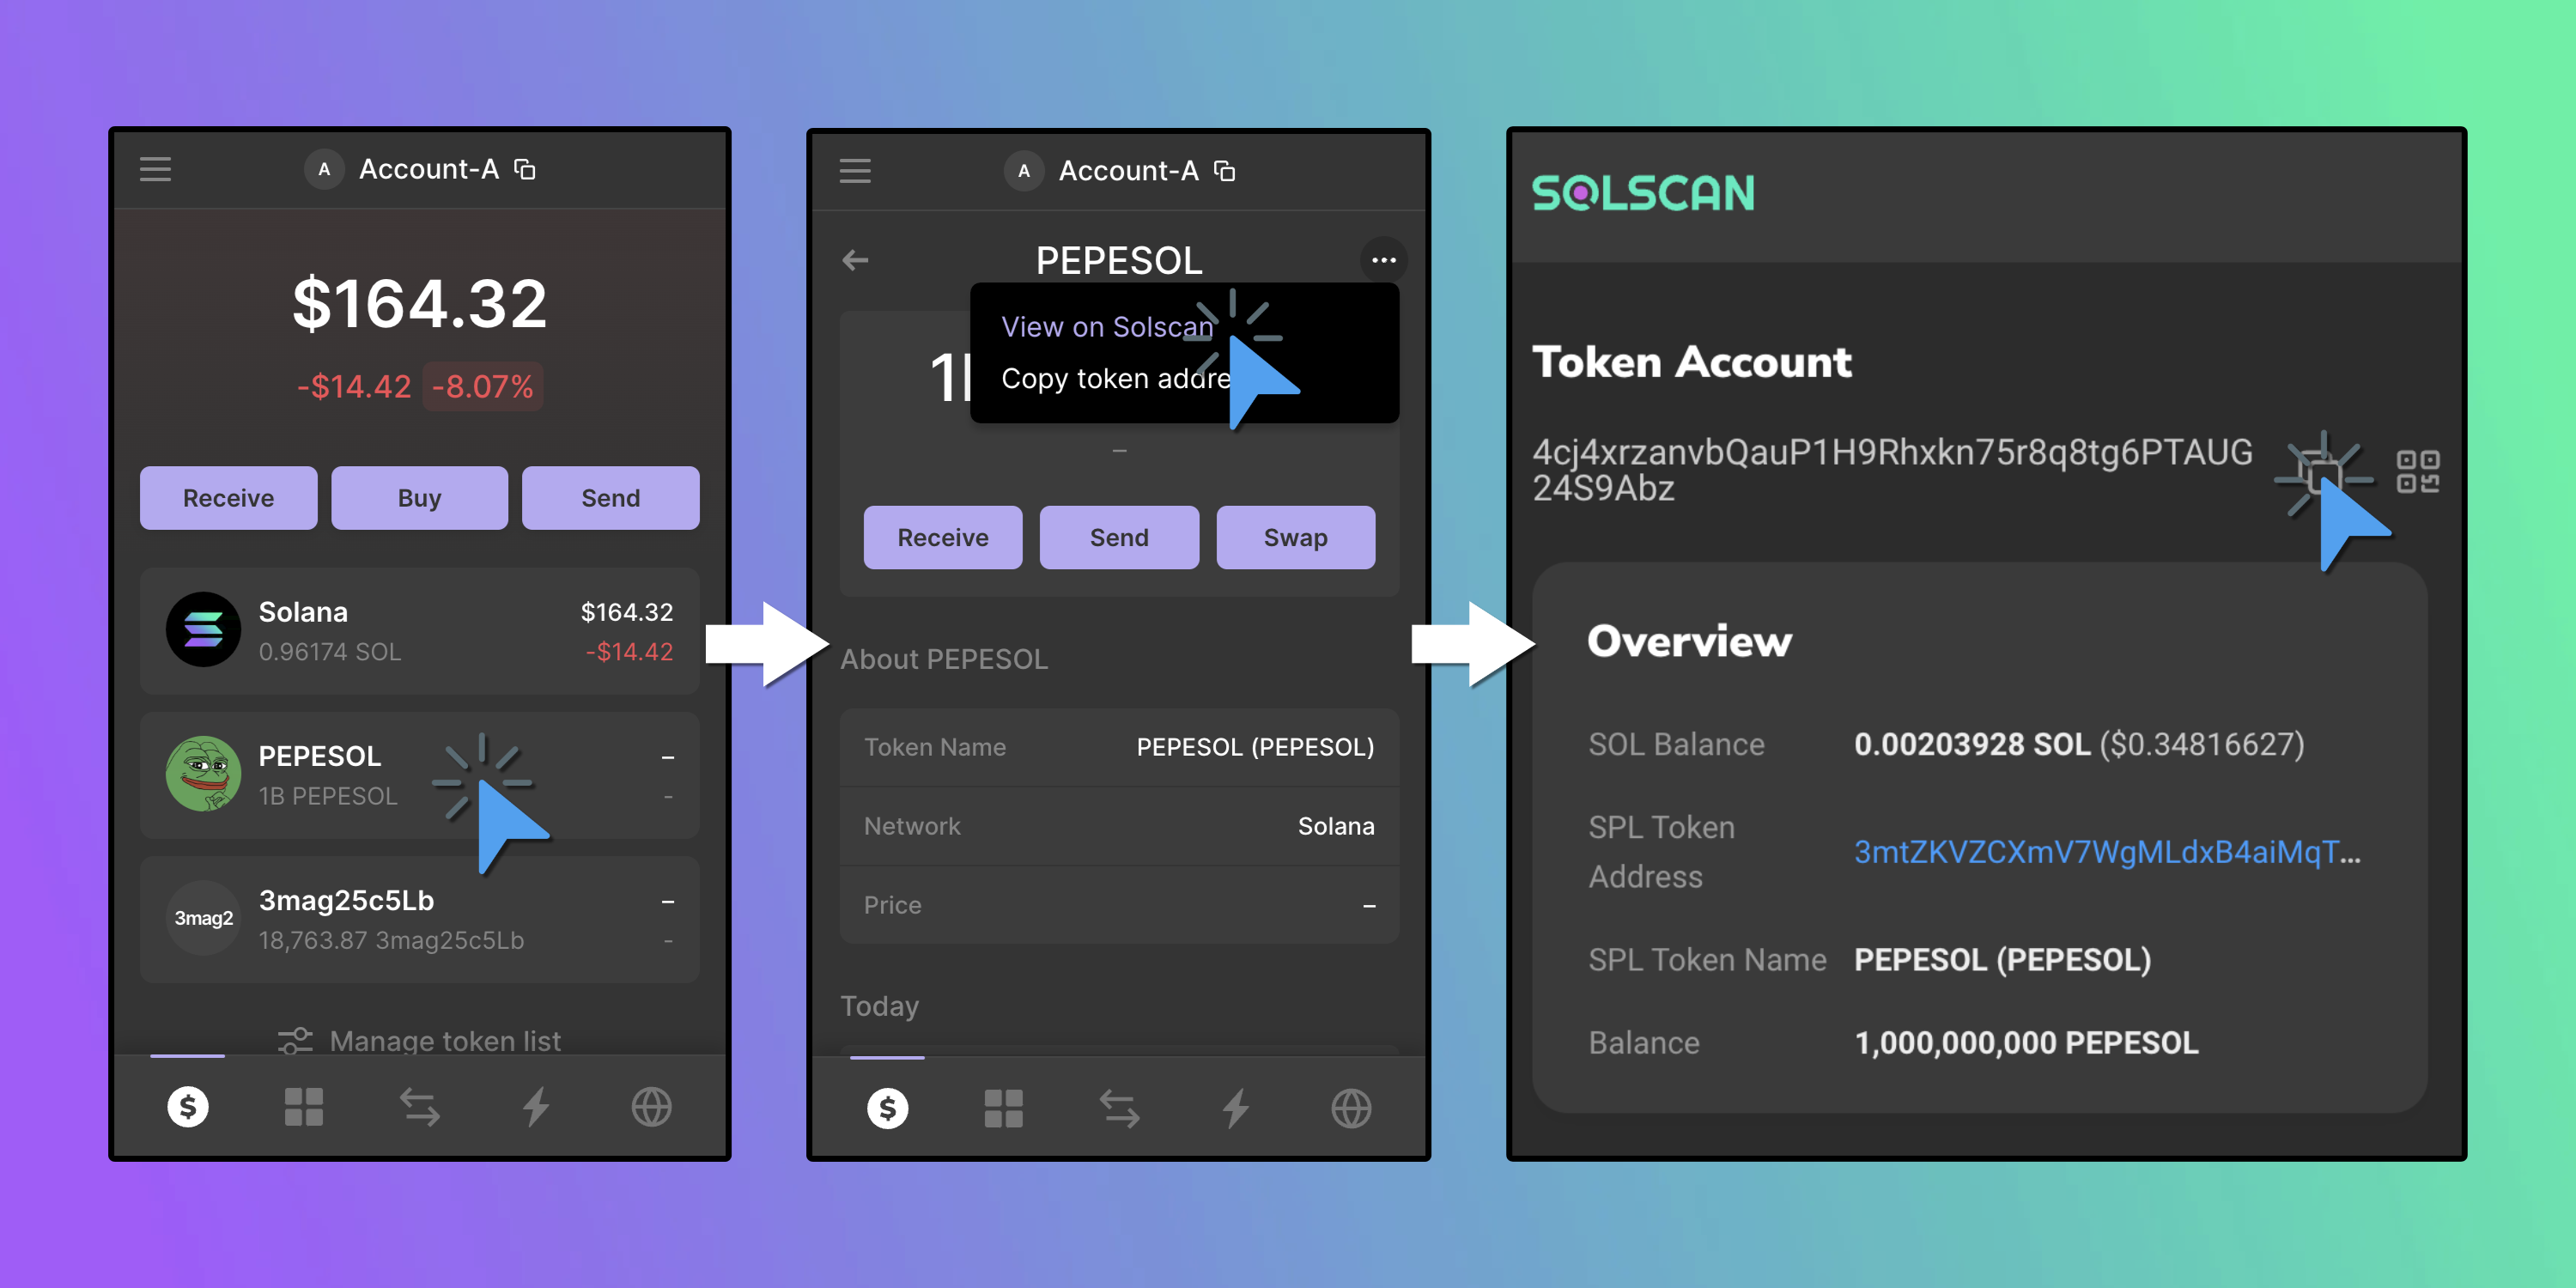 A Account-A
$164.32
-$14.42 -8.07%
Receive Buy Send
Solana $164.32
0.96174 SOL -$14.42
PEPESOL –
1B PEPESOL -
3mag2
3mag25c5Lb –
18,763.87 3mag25c5Lb -
Manage token list
$
A Account-A
PEPESOL
View on Solscan
Copy token addre
–
Receive Send Swap
About PEPESOL
Token Name PEPESOL (PEPESOL)
Network Solana
Price –
Today
$
SOLSCAN
Token Account
4cj4xrzanvbQauP1H9Rhxkn75r8q8tg6PTAUG
24S9Abz
Overview
SOL Balance 0.00203928 SOL ($0.34816627)
SPL Token
Address
3mtZKVZCXmV7WgMLdxB4aiMqT...
SPL Token Name PEPESOL (PEPESOL)
Balance 1,000,000,000 PEPESOL